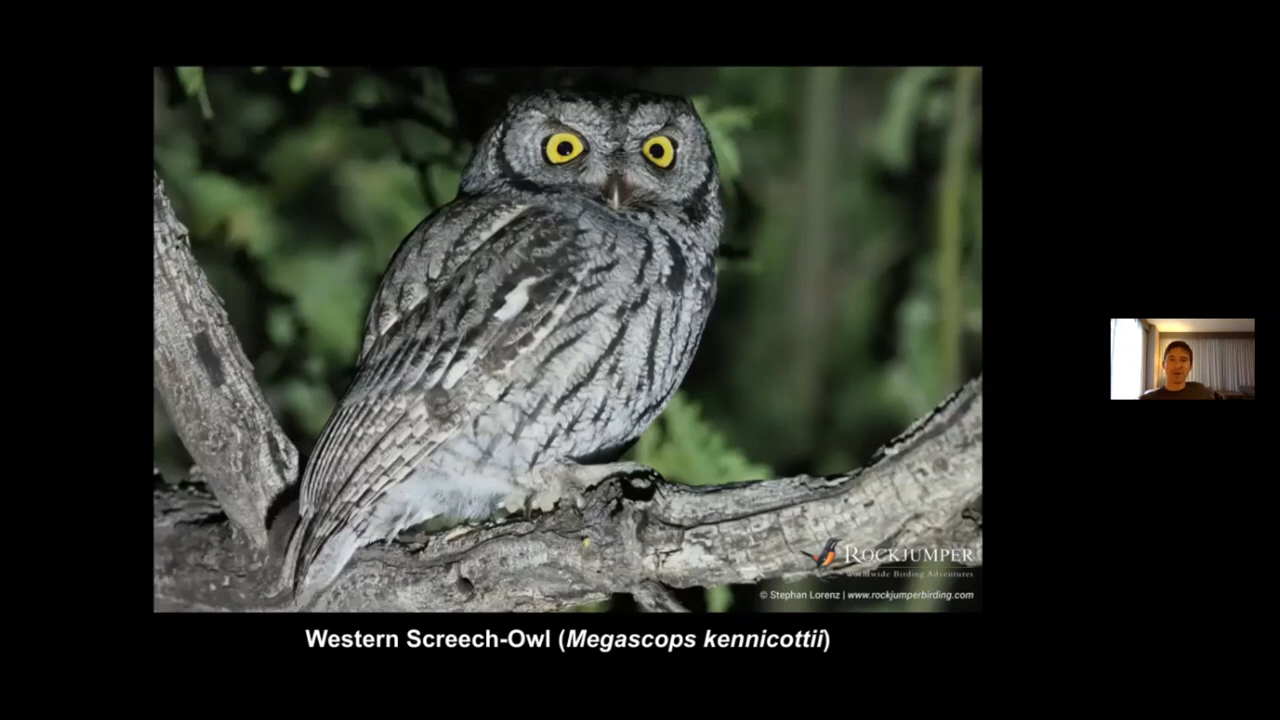 ROCKJUMPER
Worldwide Birding Adventures
© Stephan Lorenz | www.rockjumperbirding.com
Western Screech-Owl (Megascops kennicottii)